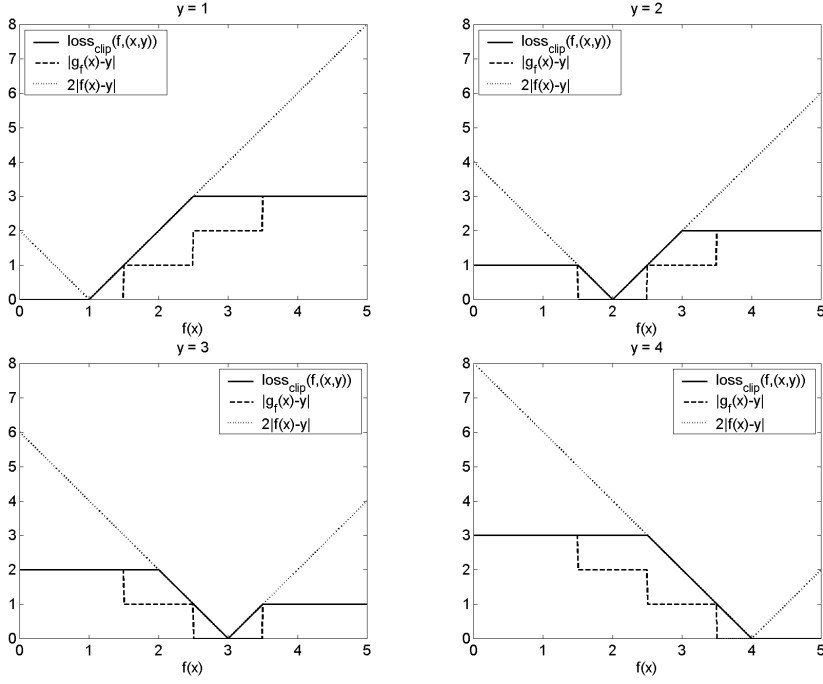 y = 1
8
7
6
5
4
3
2
1
0
loss_clip(f,(x,y))
|g_f(x)-y|
2|f(x)-y|
0 1 2 3 4 5
f(x)
y = 2
8
7
6
5
4
3
2
1
0
loss_clip(f,(x,y))
|g_f(x)-y|
2|f(x)-y|
0 1 2 3 4 5
f(x)
y = 3
8
7
6
5
4
3
2
1
0
loss_clip(f,(x,y))
|g_f(x)-y|
2|f(x)-y|
0 1 2 3 4 5
f(x)
y = 4
8
7
6
5
4
3
2
1
0
loss_clip(f,(x,y))
|g_f(x)-y|
2|f(x)-y|
0 1 2 3 4 5
f(x)